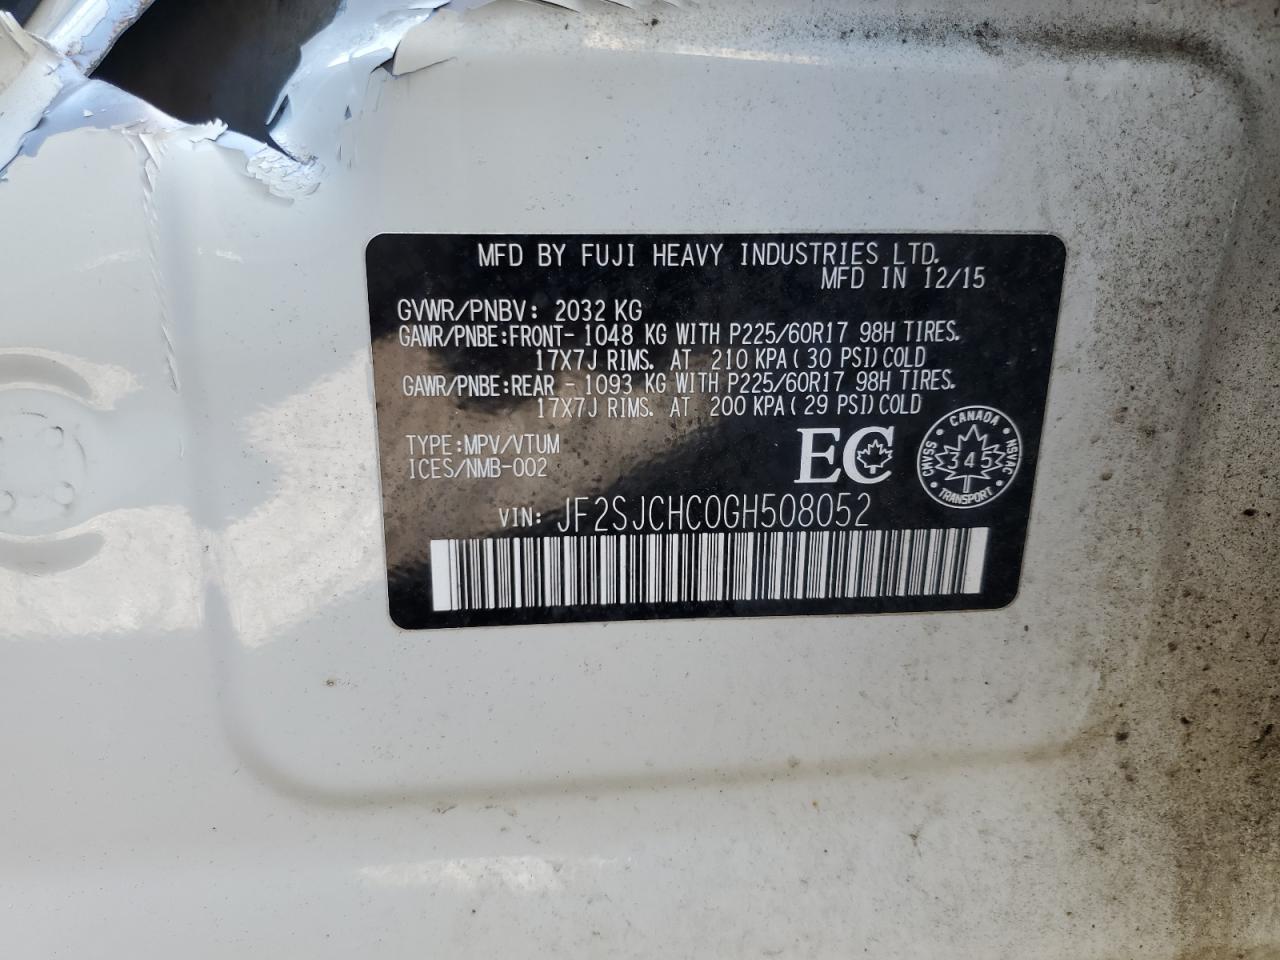 MFD BY FUJI HEAVY INDUSTRIES LTD.
MFD IN 12/15
GVWR/PNBV: 2032 KG
GAWR/PNBE:FRONT- 1048 KG WITH P225/60R17 98H TIRES.
17X7J RIMS. AT 210 KPA(30 PSI)COLD
GAWR/PNBE:REAR - 1093 KG WITH P225/60R17 98H TIRES.
17X7J RIMS. AT 200 KPA(29 PSI)COLD
TYPE:MPV/VTUM
ICES/NMB-002
EC
CANADA
CMVSS
NSVAC
345
TRANSPORT
VIN: JF2SJCHC0GH508052